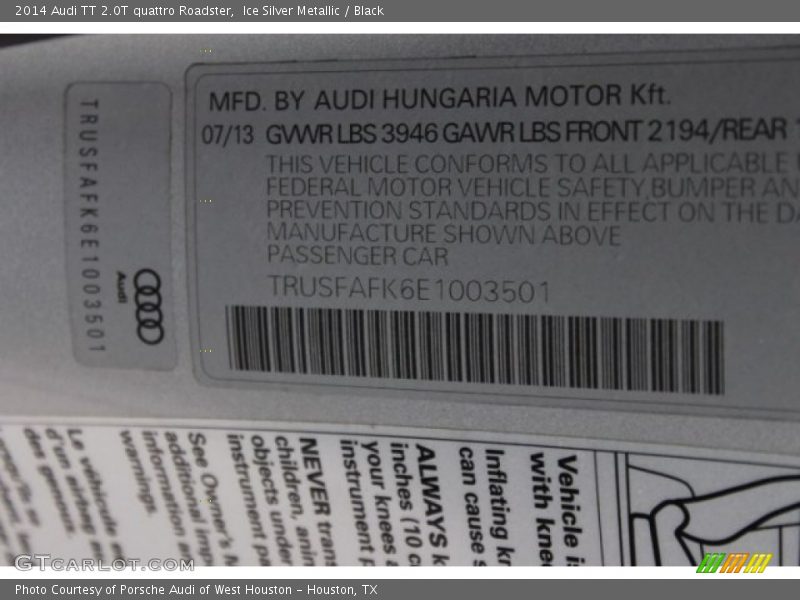 2014 Audi TT 2.0T quattro Roadster,  Ice Silver Metallic / Black
TRUSFAFK6E1003501
Audi
MFD. BY AUDI HUNGARIA MOTOR Kft.
07/13 GVWR LBS 3946 GAWR LBS FRONT 2194/REAR 1
THIS VEHICLE CONFORMS TO ALL APPLICABLE
FEDERAL MOTOR VEHICLE SAFETY, BUMPER AN
PREVENTION STANDARDS IN EFFECT ON THE DA
MANUFACTURE SHOWN ABOVE
PASSENGER CAR
TRUSFAFK6E1003501
Vehicle is
with knee
Inflating kn
can cause s
ALWAYS k
inches (10 c
your knees a
instrument p
NEVER trans
children, anim
objects under
instrument pa
See Owner's M
additional imp
information a
warnings.
Le véhicule e
d'un airbag
des genoux.
GTCARLOT.COM
Photo Courtesy of Porsche Audi of West Houston – Houston, TX